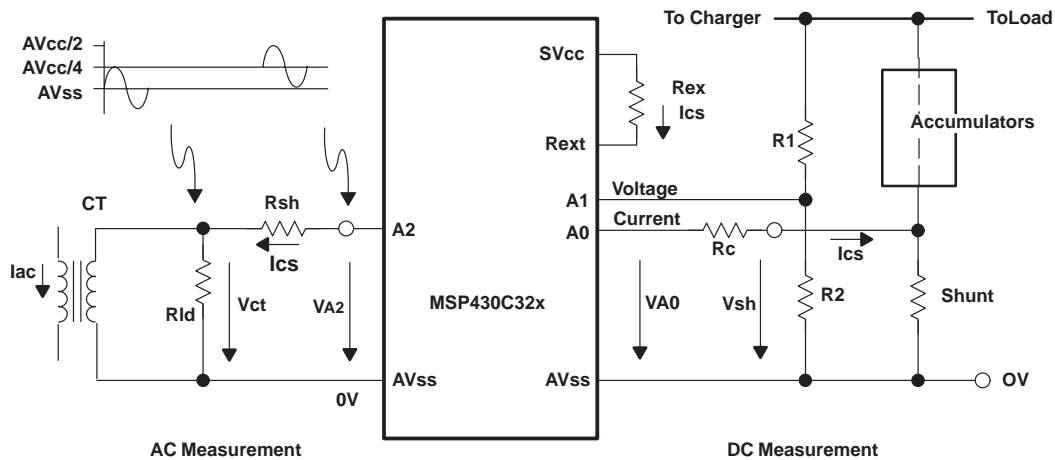 To Charger
ToLoad
AVcc/2
AVcc/4
AVss
SVcc
Rex
Ics
Rext
R1
Accumulators
CT
Rsh
A2
A1
Voltage
A0
Current
Rc
Ics
Ics
Iac
Rld
Vct
VA2
MSP430C32x
VA0
Vsh
R2
Shunt
0V
AVss
AVss
OV
AC Measurement
DC Measurement